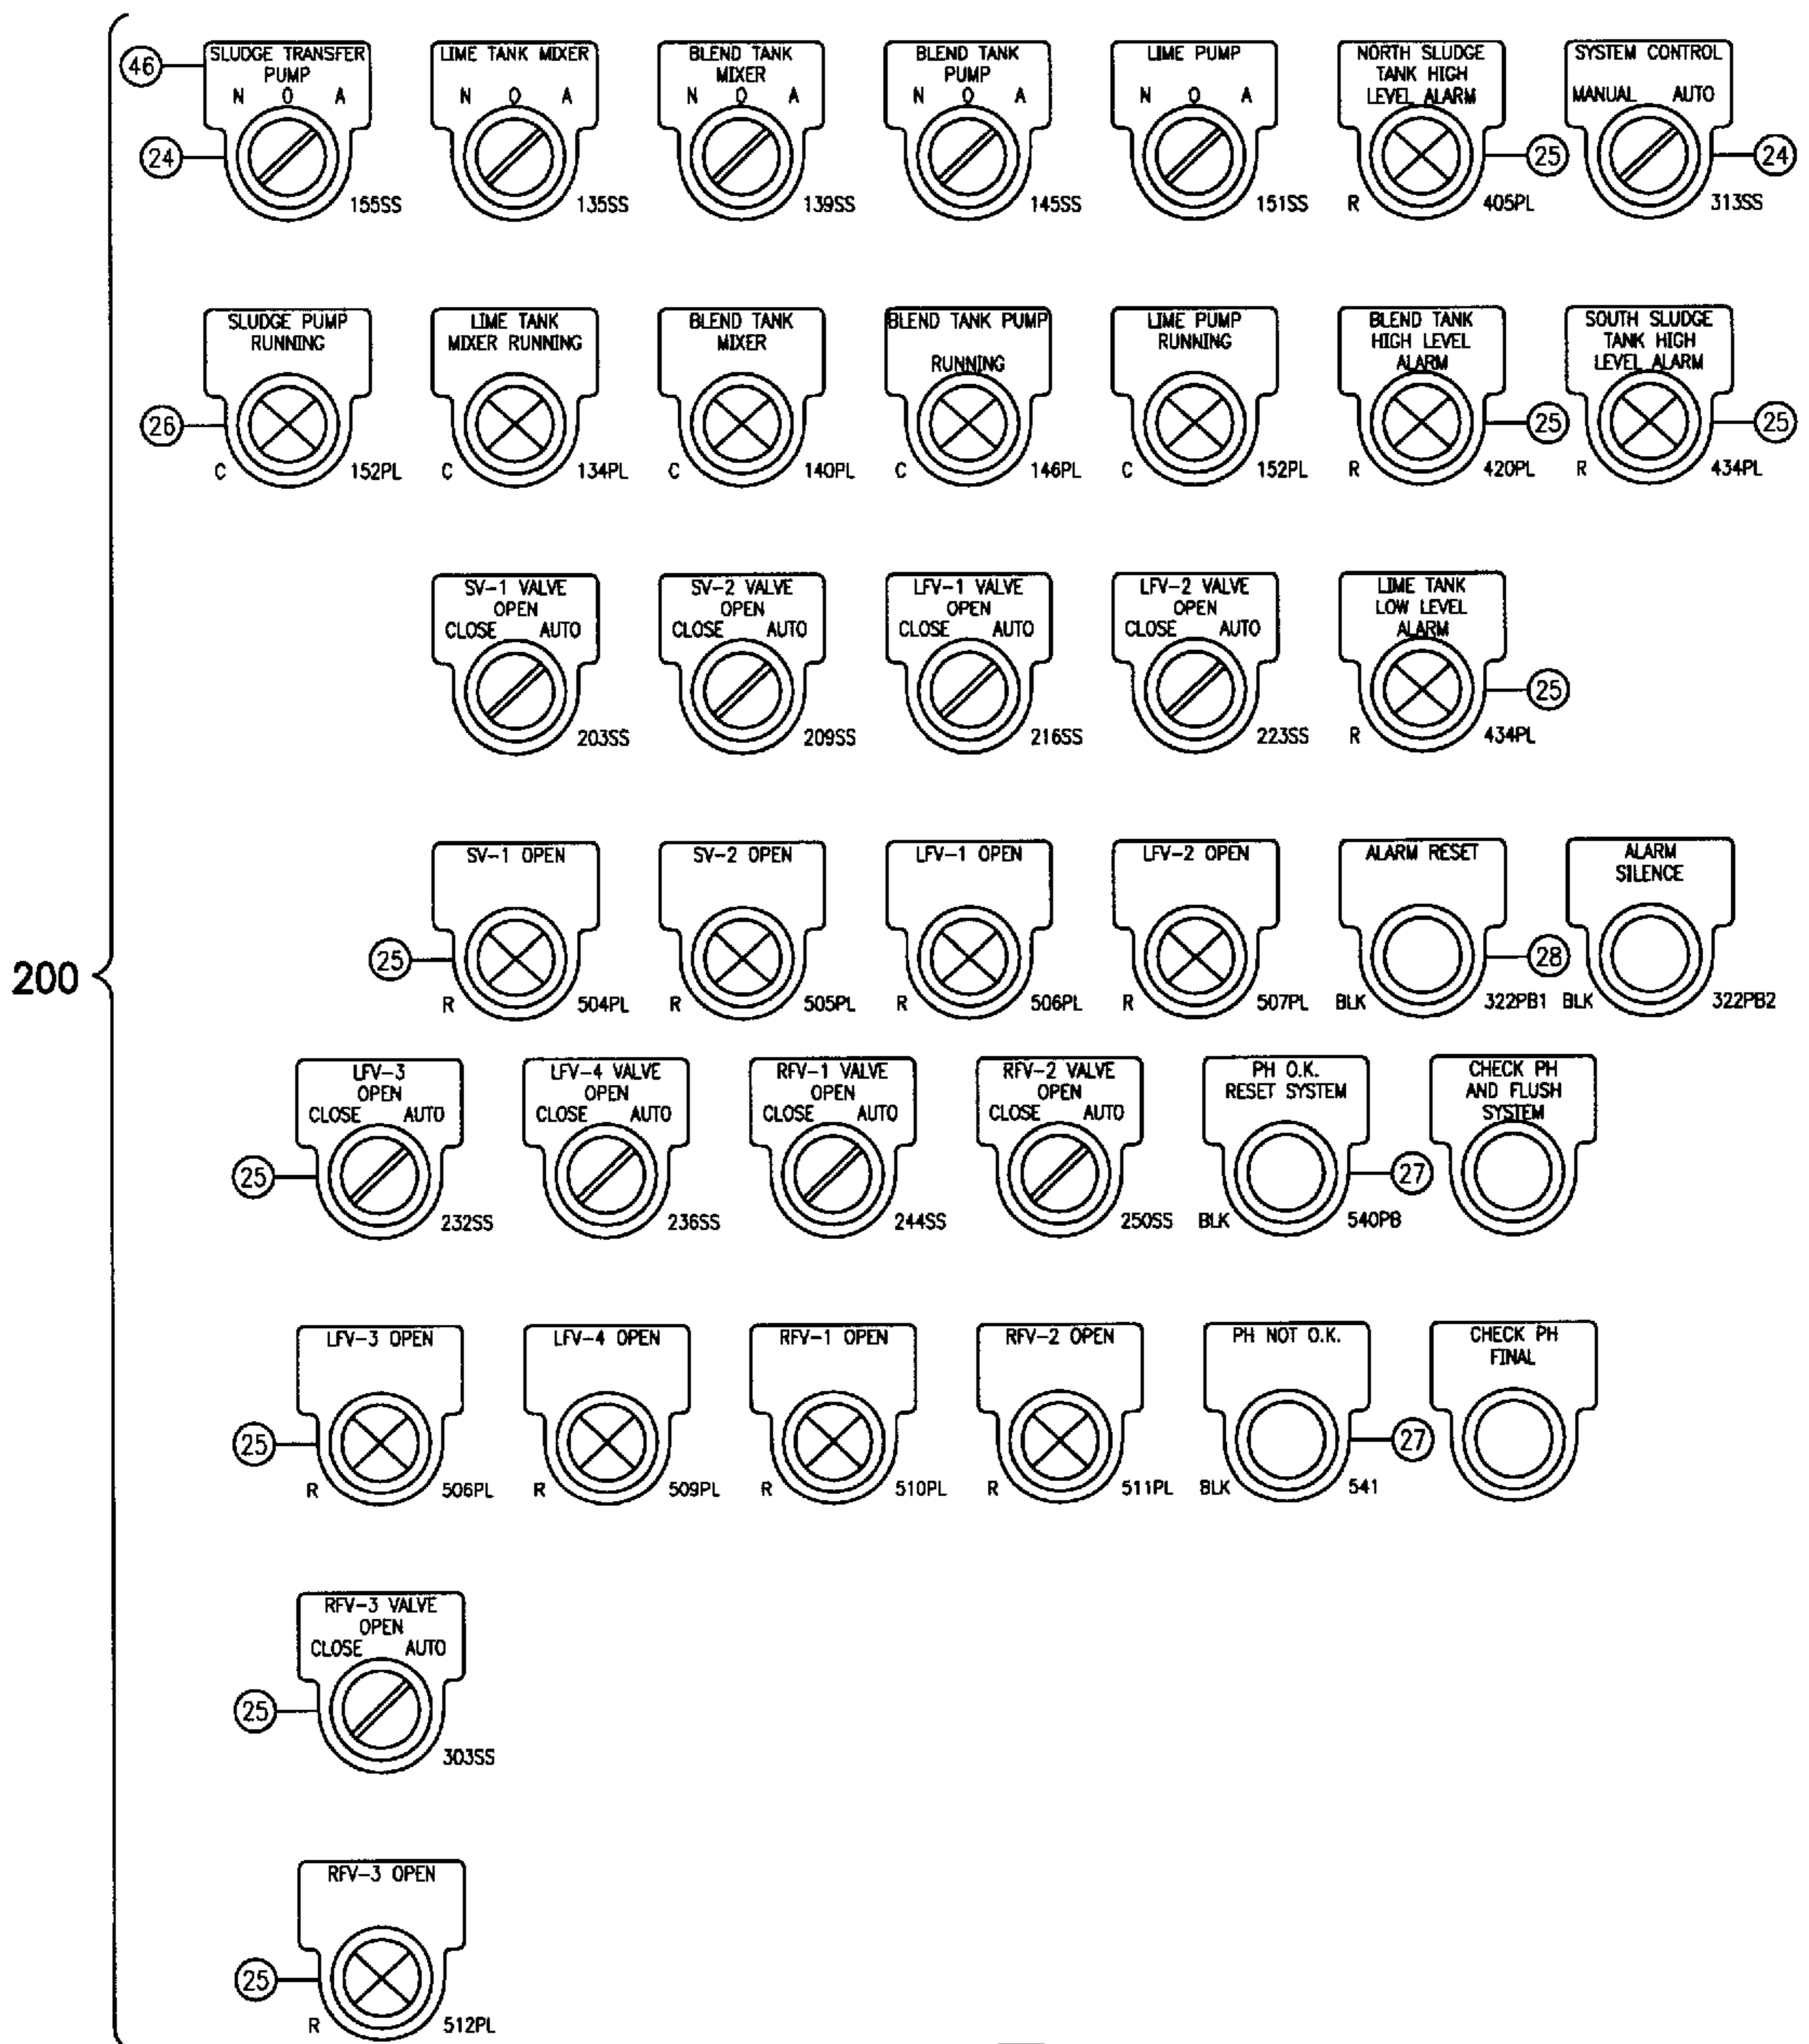 200
46
SLUDGE TRANSFER
PUMP
N O A
24
155SS
LIME TANK MIXER
N O A
135SS
BLEND TANK
MIXER
N O A
139SS
BLEND TANK
PUMP
N O A
145SS
LIME PUMP
N O A
151SS
NORTH SLUDGE
TANK HIGH
LEVEL ALARM
25
R 405PL
SYSTEM CONTROL
MANUAL AUTO
24
313SS
SLUDGE PUMP
RUNNING
26
C 152PL
LIME TANK
MIXER RUNNING
C 134PL
BLEND TANK
MIXER
C 140PL
BLEND TANK PUMP
RUNNING
C 146PL
LIME PUMP
RUNNING
C 152PL
BLEND TANK
HIGH LEVEL
ALARM
25
R 420PL
SOUTH SLUDGE
TANK HIGH
LEVEL ALARM
25
R 434PL
SV-1 VALVE
OPEN
CLOSE AUTO
203SS
SV-2 VALVE
OPEN
CLOSE AUTO
209SS
LFV-1 VALVE
OPEN
CLOSE AUTO
216SS
LFV-2 VALVE
OPEN
CLOSE AUTO
223SS
LIME TANK
LOW LEVEL
ALARM
25
R 434PL
SV-1 OPEN
25
R 504PL
SV-2 OPEN
R 505PL
LFV-1 OPEN
R 506PL
LFV-2 OPEN
R 507PL
ALARM RESET
28
BLK 322PB1
ALARM
SILENCE
BLK 322PB2
LFV-3
OPEN
CLOSE AUTO
25
232SS
LFV-4 VALVE
OPEN
CLOSE AUTO
236SS
RFV-1 VALVE
OPEN
CLOSE AUTO
244SS
RFV-2 VALVE
OPEN
CLOSE AUTO
250SS
PH O.K.
RESET SYSTEM
27
BLK 540PB
CHECK PH
AND FLUSH
SYSTEM
LFV-3 OPEN
25
R 506PL
LFV-4 OPEN
R 509PL
RFV-1 OPEN
R 510PL
RFV-2 OPEN
R 511PL
PH NOT O.K.
27
BLK 541
CHECK PH
FINAL
RFV-3 VALVE
OPEN
CLOSE AUTO
25
303SS
RFV-3 OPEN
25
R 512PL